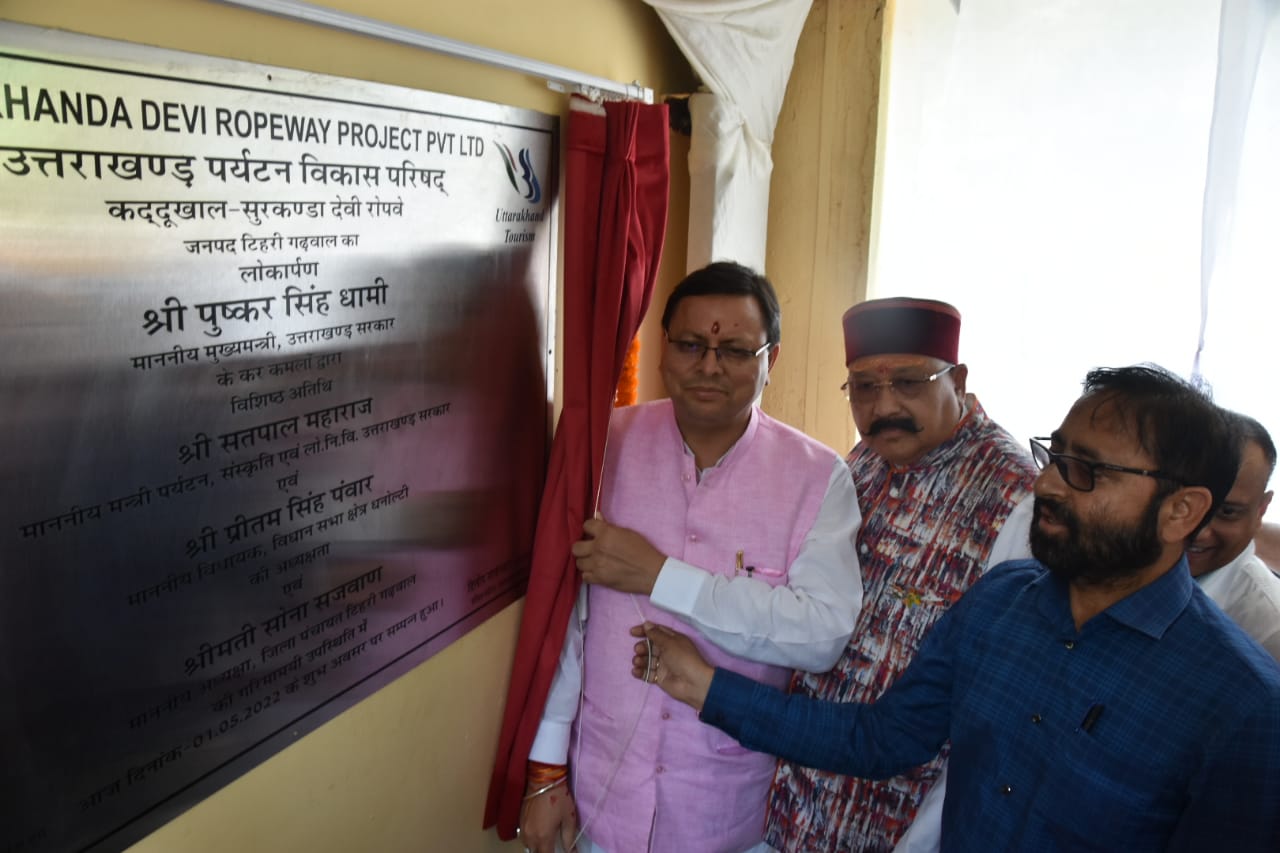 HANDA DEVI ROPEWAY PROJECT PVT LTD
उत्तराखण्ड़ पर्यटन विकास परिषद्
कद्दूखाल-सुरकण्डा देवी रोपवे
Uttarakhand
Tourism
जनपद टिहरी गढ़वाल का
लोकार्पण
श्री पुष्कर सिंह धामी
माननीय मुख्यमन्त्री, उत्तराखण्ड़ सरकार
के कर कमलों द्वारा
विशिष्ठ अतिथि
श्री सतपाल महाराज
माननीय मन्त्री पर्यटन, संस्कृति एवं लो.नि.वि. उत्तराखण्ड़ सरकार
एवं
श्री प्रीतम सिंह पंवार
माननीय विधायक, विधान सभा क्षेत्र धनोल्टी
की अध्यक्षता
एवं
श्रीमती सोना सजवाण
माननीय अध्यक्षा, जिला पंचायत टिहरी गढ़वाल
की गरिमामयी उपस्थिति में
आज दिनांक-01.05.2022 के शुभ अवसर पर सम्पन्न हुआ।